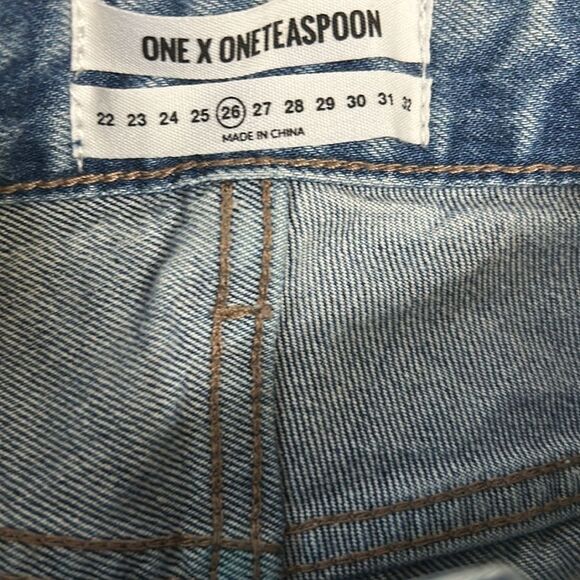 ONE X ONETEASPOON
22 23 24 25 26 27 28 29 30 31 32
MADE IN CHINA